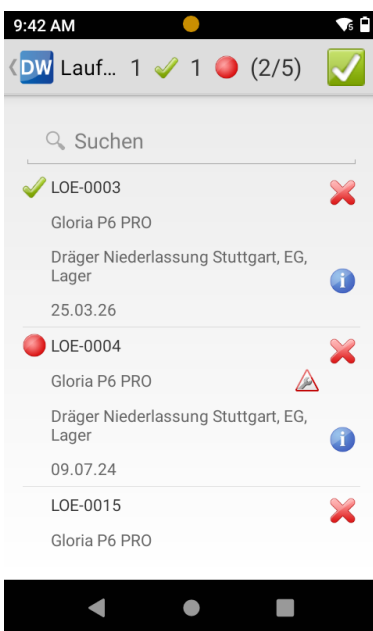 9:42 AM
DW Lauf... 1 1 (2/5)
Suchen
LOE-0003
Gloria P6 PRO
Dräger Niederlassung Stuttgart, EG,
Lager
25.03.26
LOE-0004
Gloria P6 PRO
Dräger Niederlassung Stuttgart, EG,
Lager
09.07.24
LOE-0015
Gloria P6 PRO